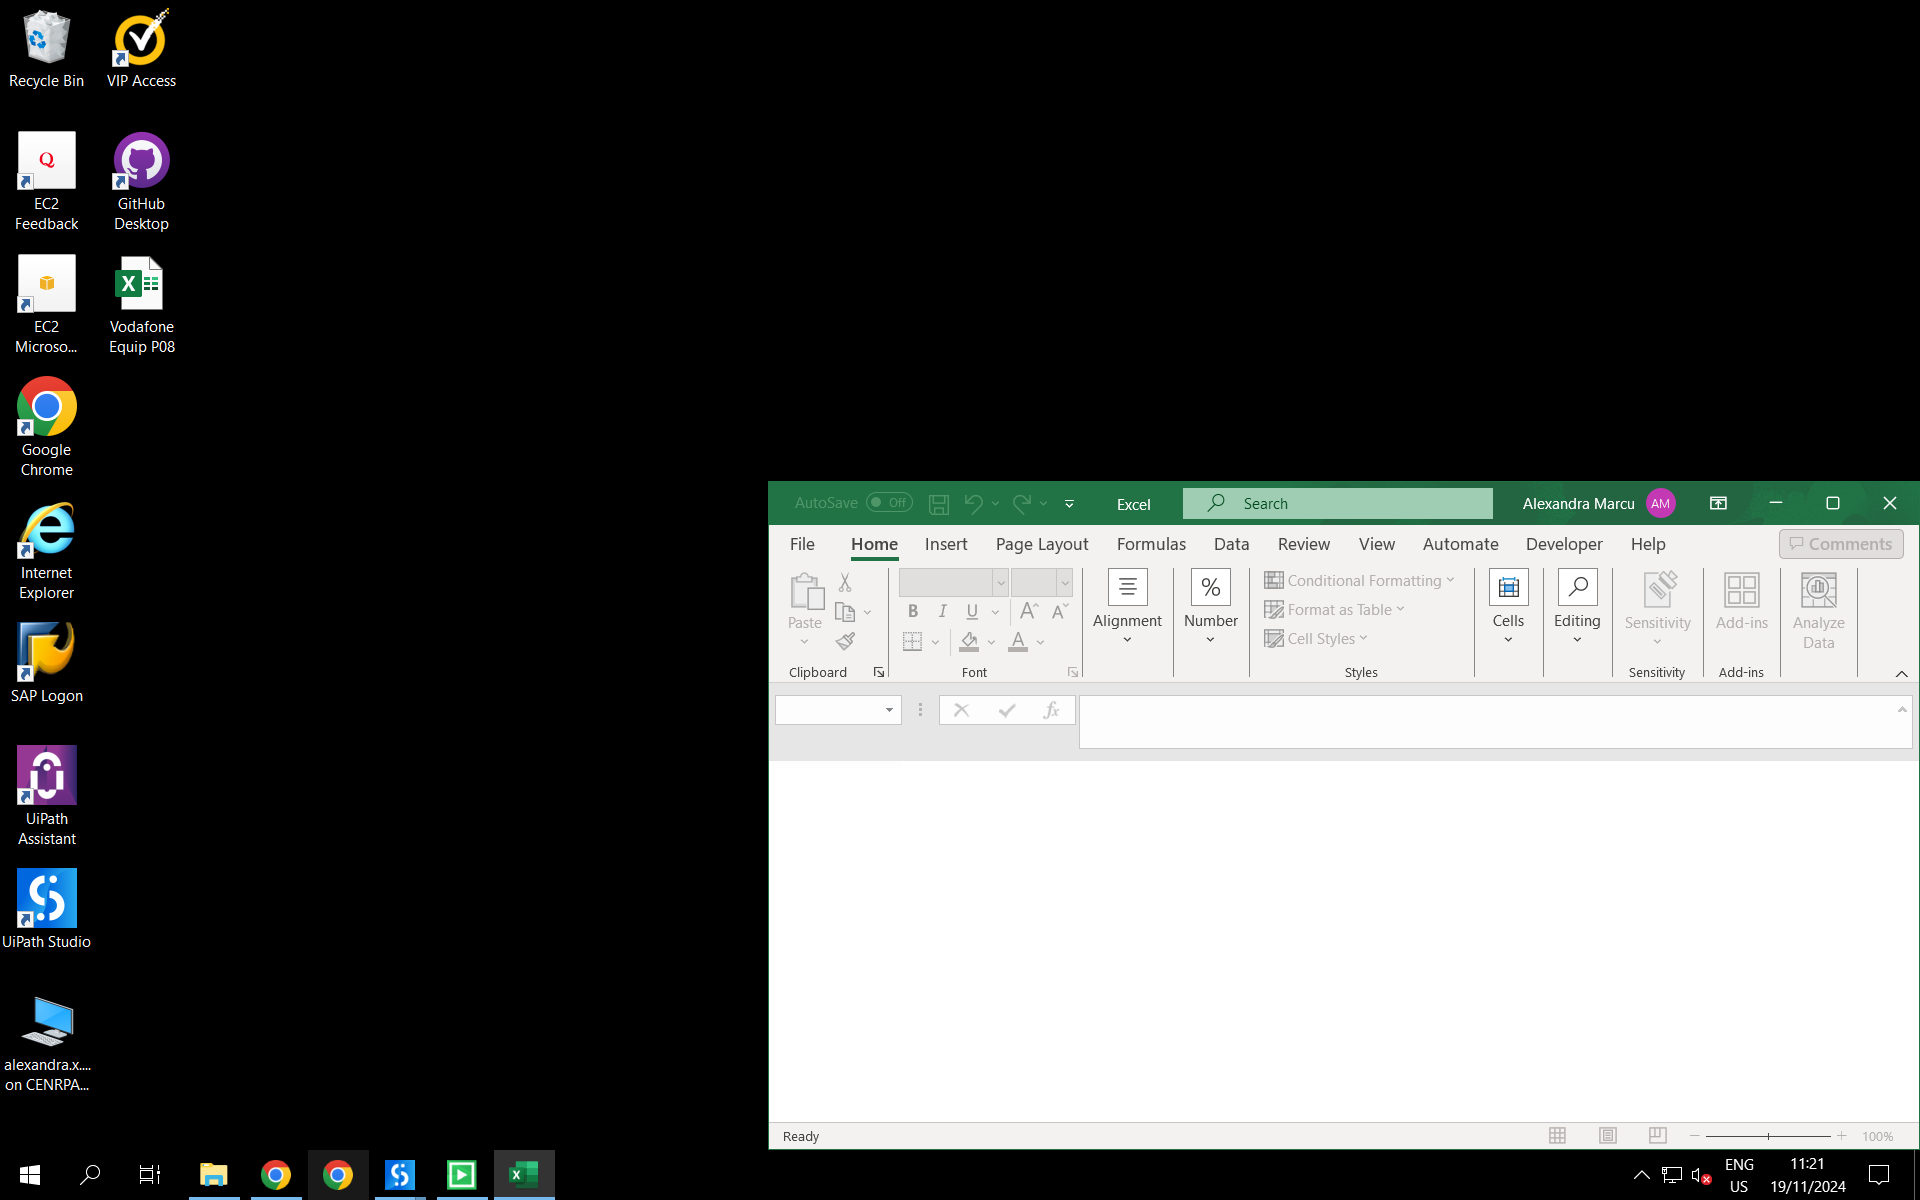 Recycle Bin
VIP Access
EC2
Feedback
GitHub
Desktop
EC2
Microso...
Vodafone
Equip P08
Google
Chrome
Internet
Explorer
SAP Logon
UiPath
Assistant
UiPath Studio
alexandra.x....
on CENRPA...
AutoSave Off
Excel
Search
Alexandra Marcu AM
File Home Insert Page Layout Formulas Data Review View Automate Developer Help Comments
Paste
Clipboard
B I U A A
A
Font
Alignment
%
Number
Conditional Formatting
Format as Table
Cell Styles
Styles
Cells
Editing
Sensitivity
Sensitivity
Add-ins
Add-ins
Analyze
Data
fx
Ready
100%
ENG
US
11:21
19/11/2024